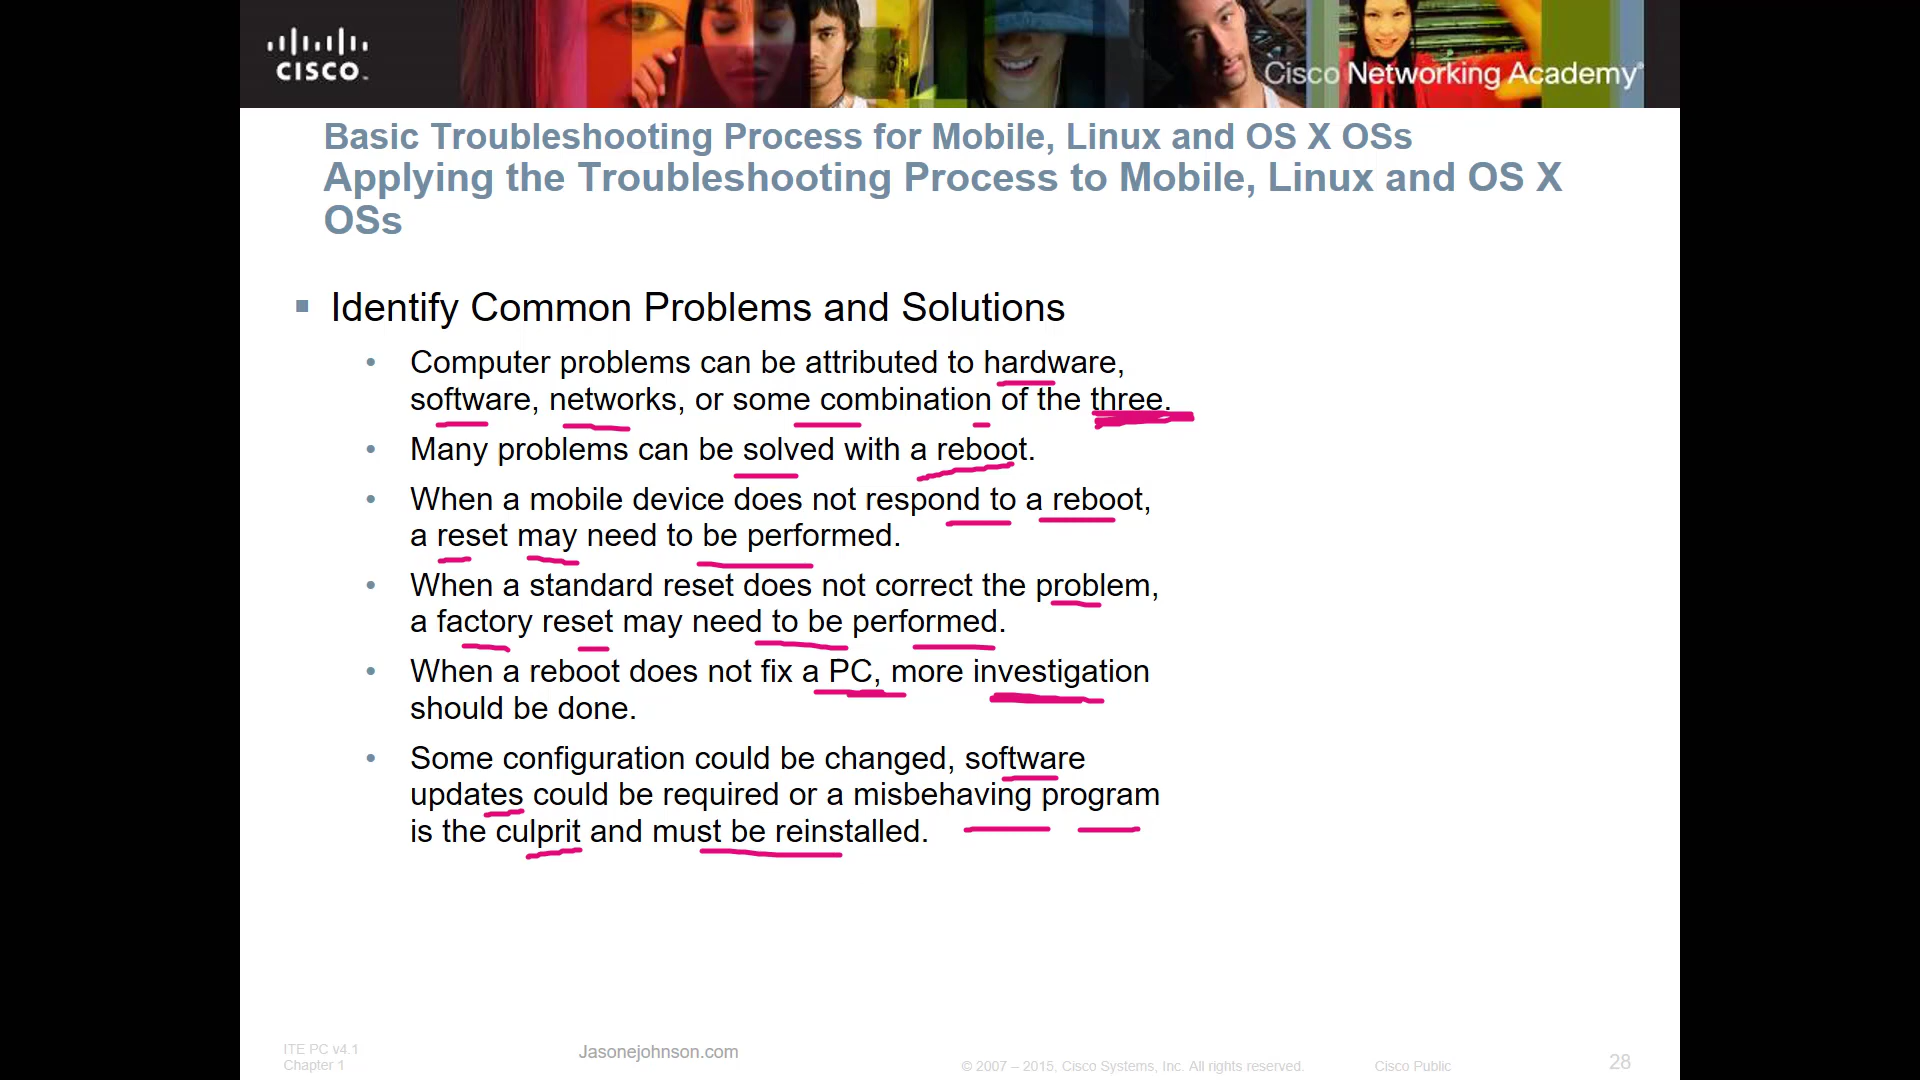 CISCO™
Cisco Networking Academy®
Basic Troubleshooting Process for Mobile, Linux and OS X OSs
Applying the Troubleshooting Process to Mobile, Linux and OS X
OSs
▪ Identify Common Problems and Solutions
• Computer problems can be attributed to hardware,
software, networks, or some combination of the three.
• Many problems can be solved with a reboot.
• When a mobile device does not respond to a reboot,
a reset may need to be performed.
• When a standard reset does not correct the problem,
a factory reset may need to be performed.
• When a reboot does not fix a PC, more investigation
should be done.
• Some configuration could be changed, software
updates could be required or a misbehaving program
is the culprit and must be reinstalled.
ITE PC v4.1
Chapter 1
Jasonejohnson.com
© 2007 – 2015, Cisco Systems, Inc. All rights reserved.
Cisco Public
28